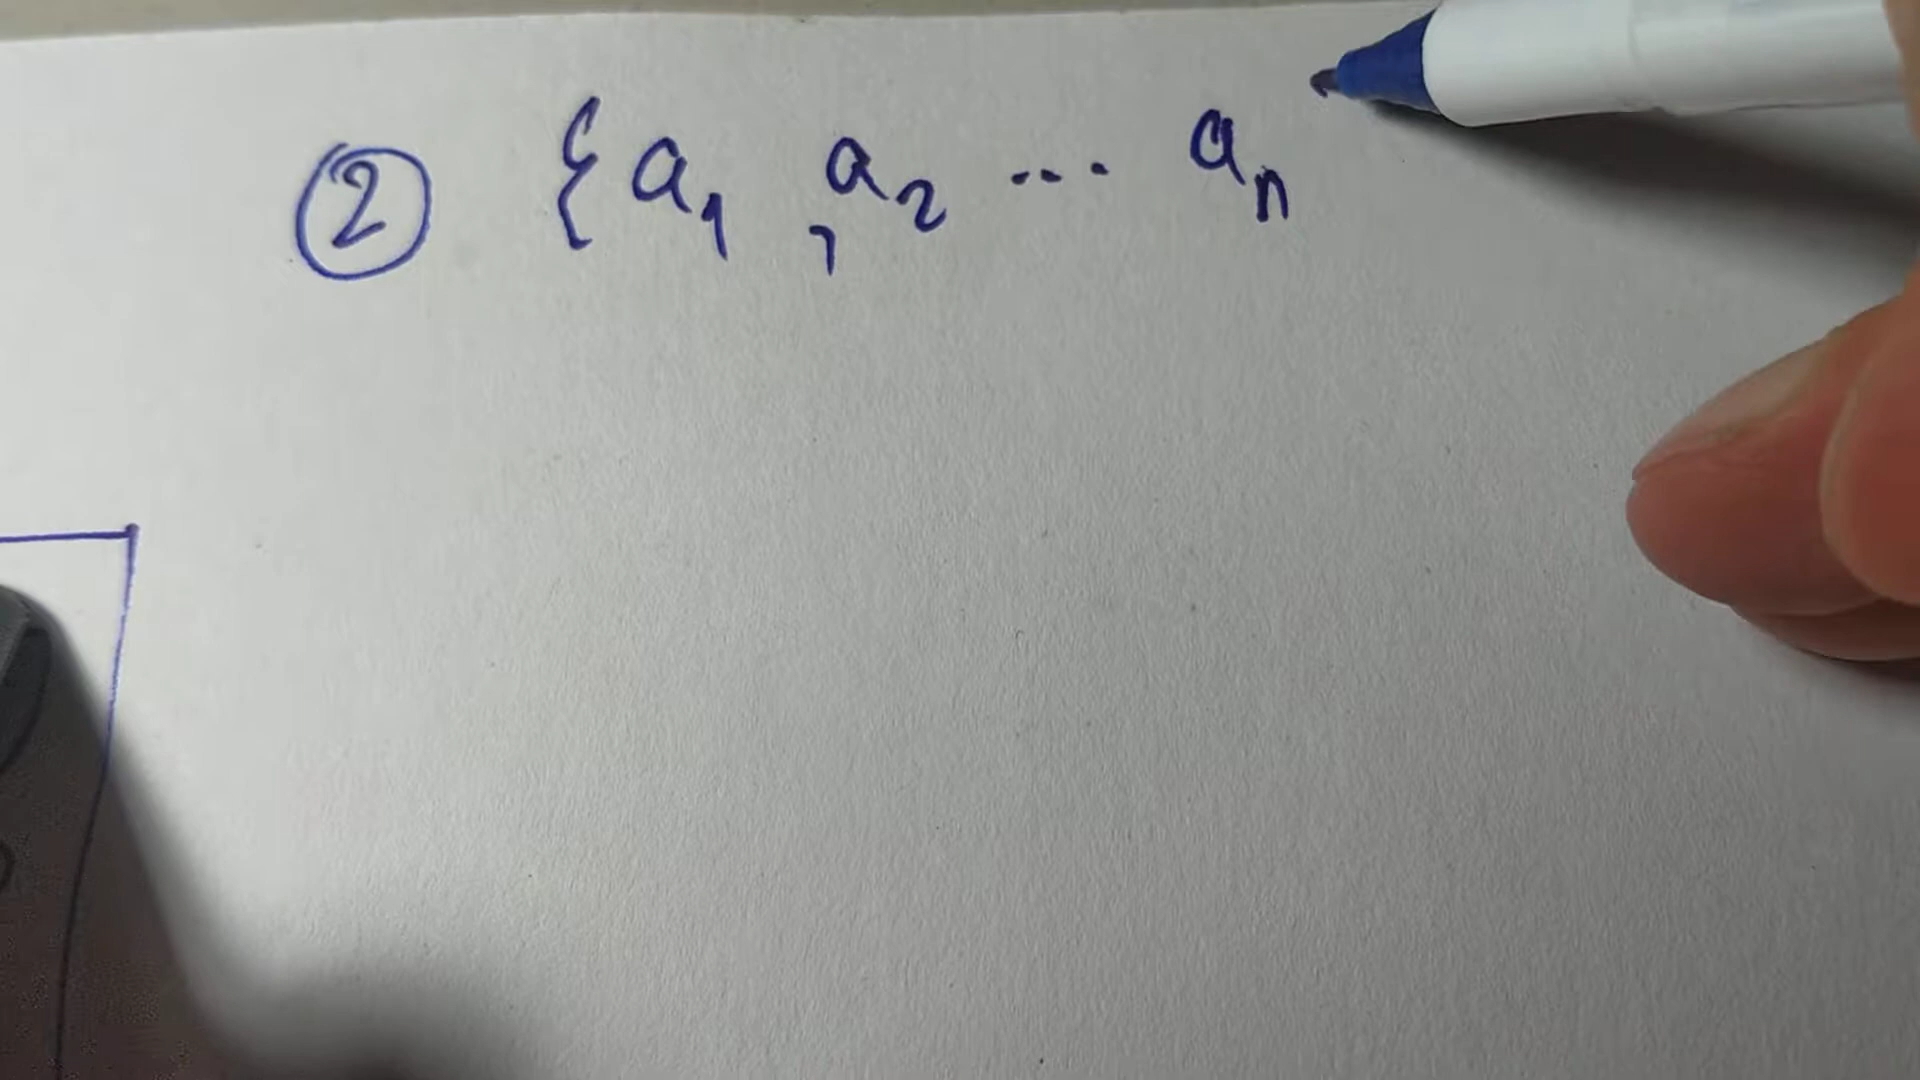 ② {a₁ , a₂ ... aₙ